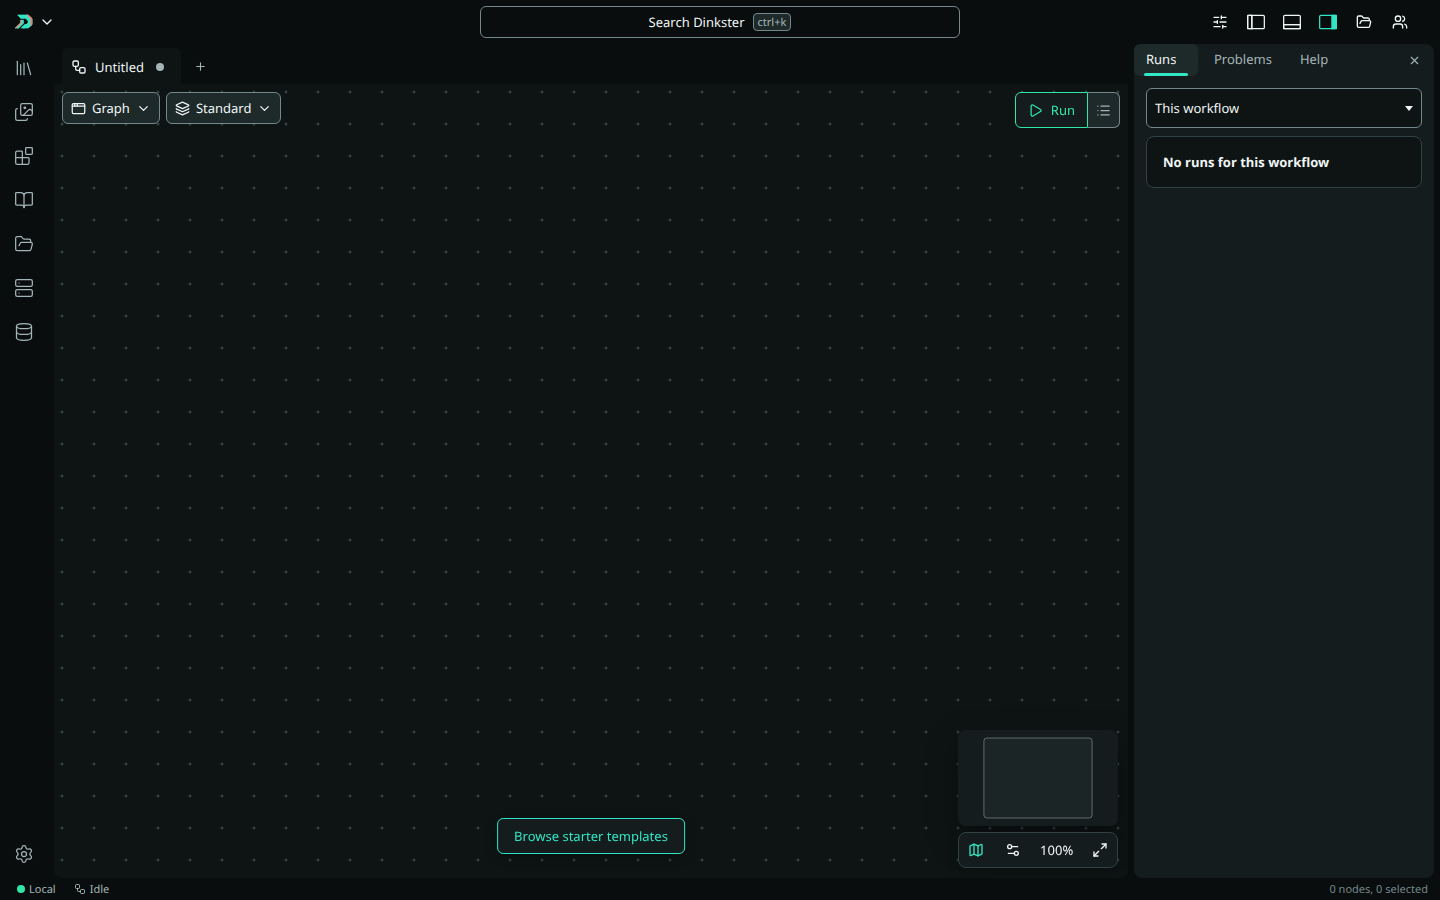 Search Dinkster ctrl+k
Untitled
Runs Problems Help
Graph Standard Run
This workflow
No runs for this workflow
Browse starter templates
100%
Local Idle 0 nodes, 0 selected